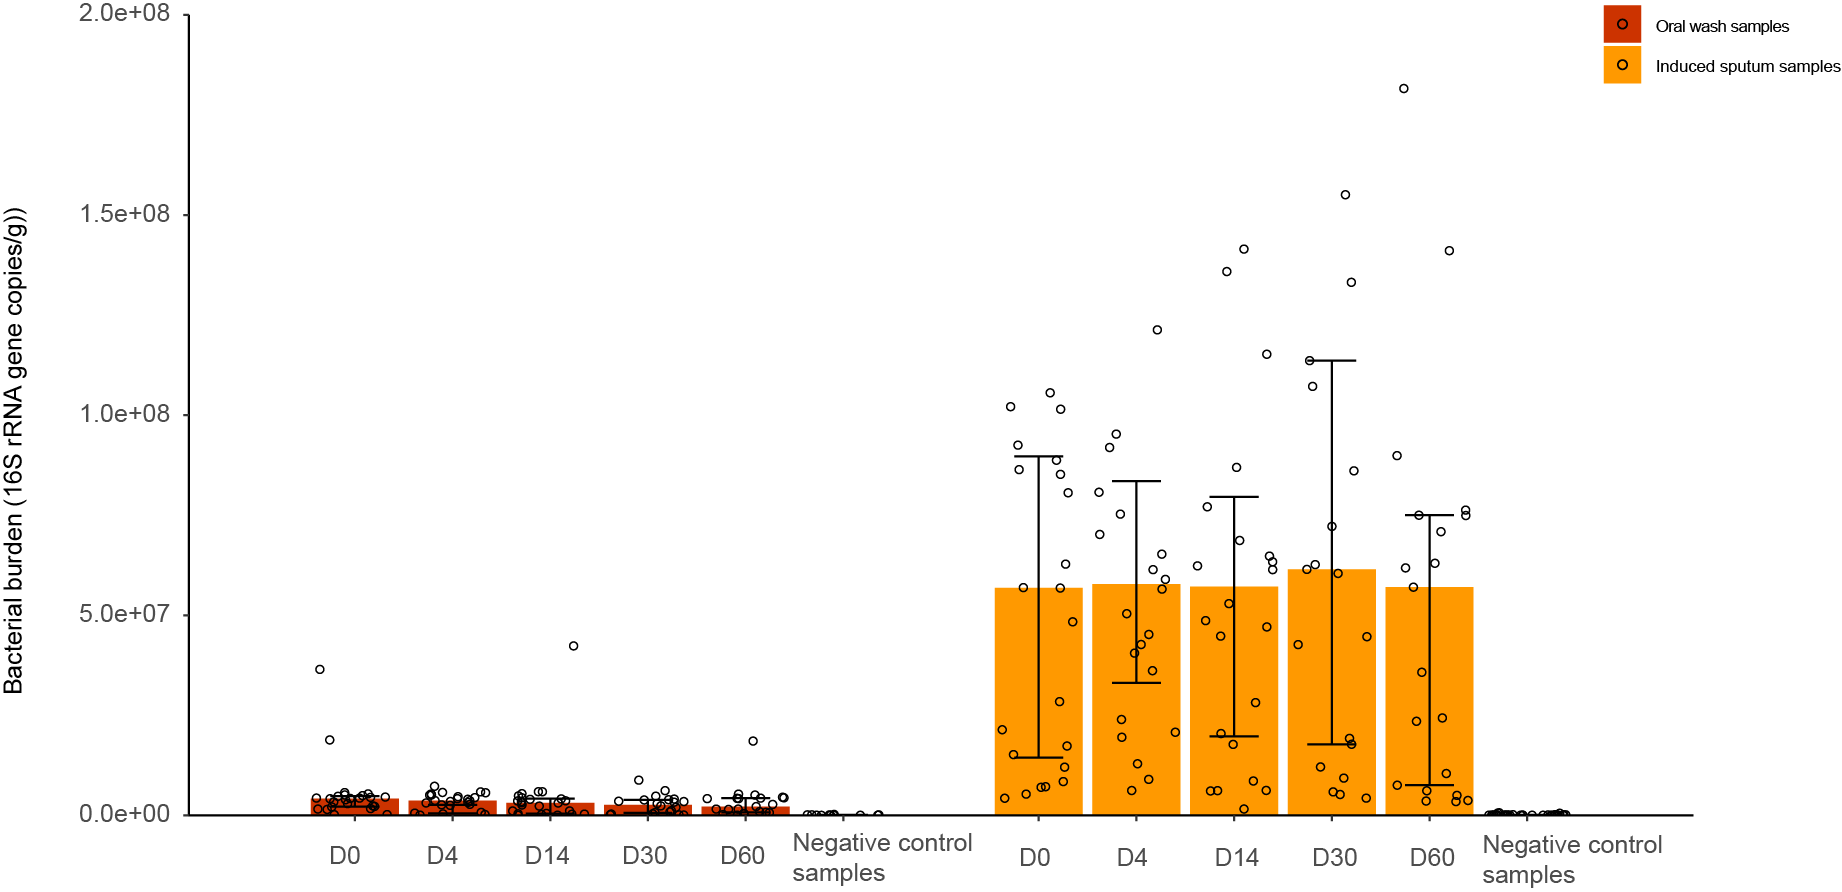 2.0e+08
1.5e+08
1.0e+08
5.0e+07
0.0e+00
Bacterial burden (16S rRNA gene copies/g))
Oral wash samples
Induced sputum samples
D0
D4
D14
D30
D60
Negative control
samples
D0
D4
D14
D30
D60
Negative control
samples